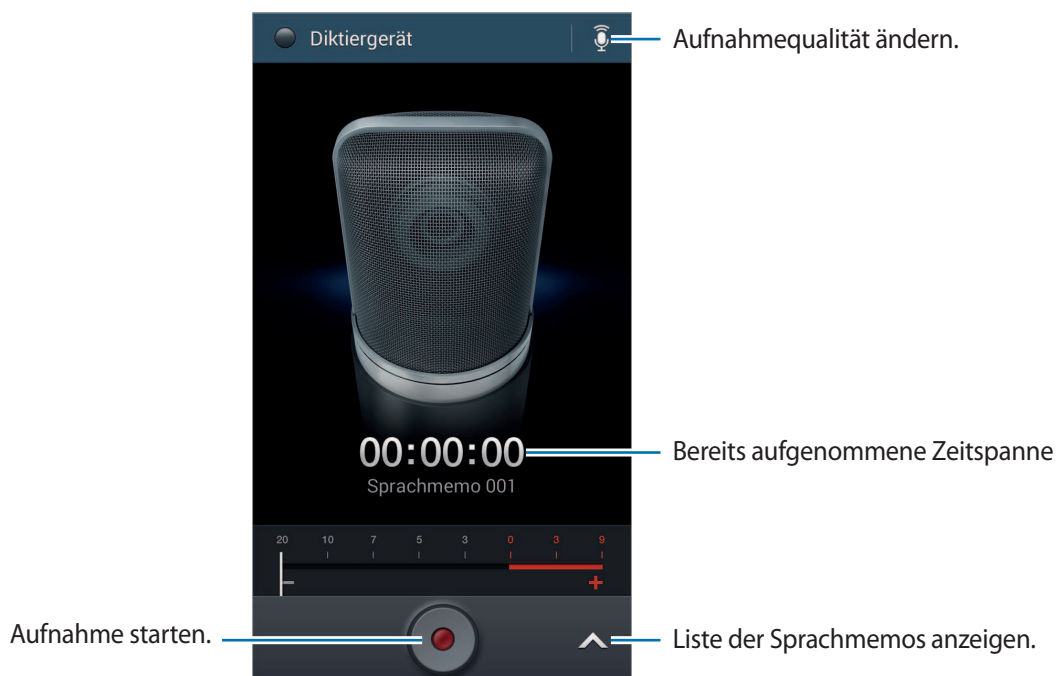 Diktiergerät
Aufnahmequalität ändern.
00:00:00
Bereits aufgenommene Zeitspanne
Sprachmemo 001
20 10 7 5 3 0 3 9
− +
Aufnahme starten.
Liste der Sprachmemos anzeigen.